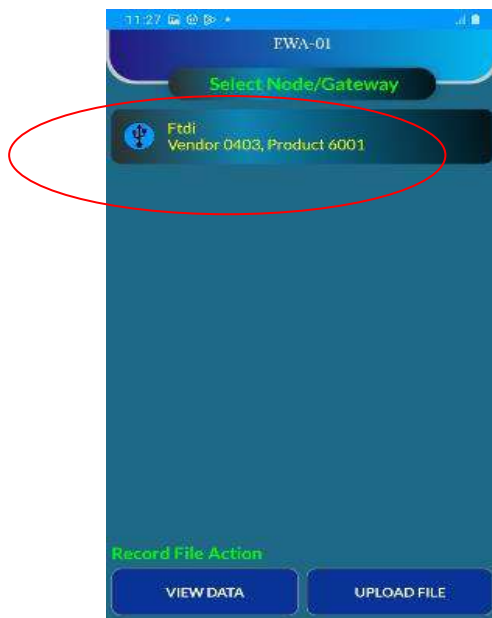 11:27
EWA-01
Select Node/Gateway
Ftdi
Vendor 0403, Product 6001
Record File Action
VIEW DATA
UPLOAD FILE